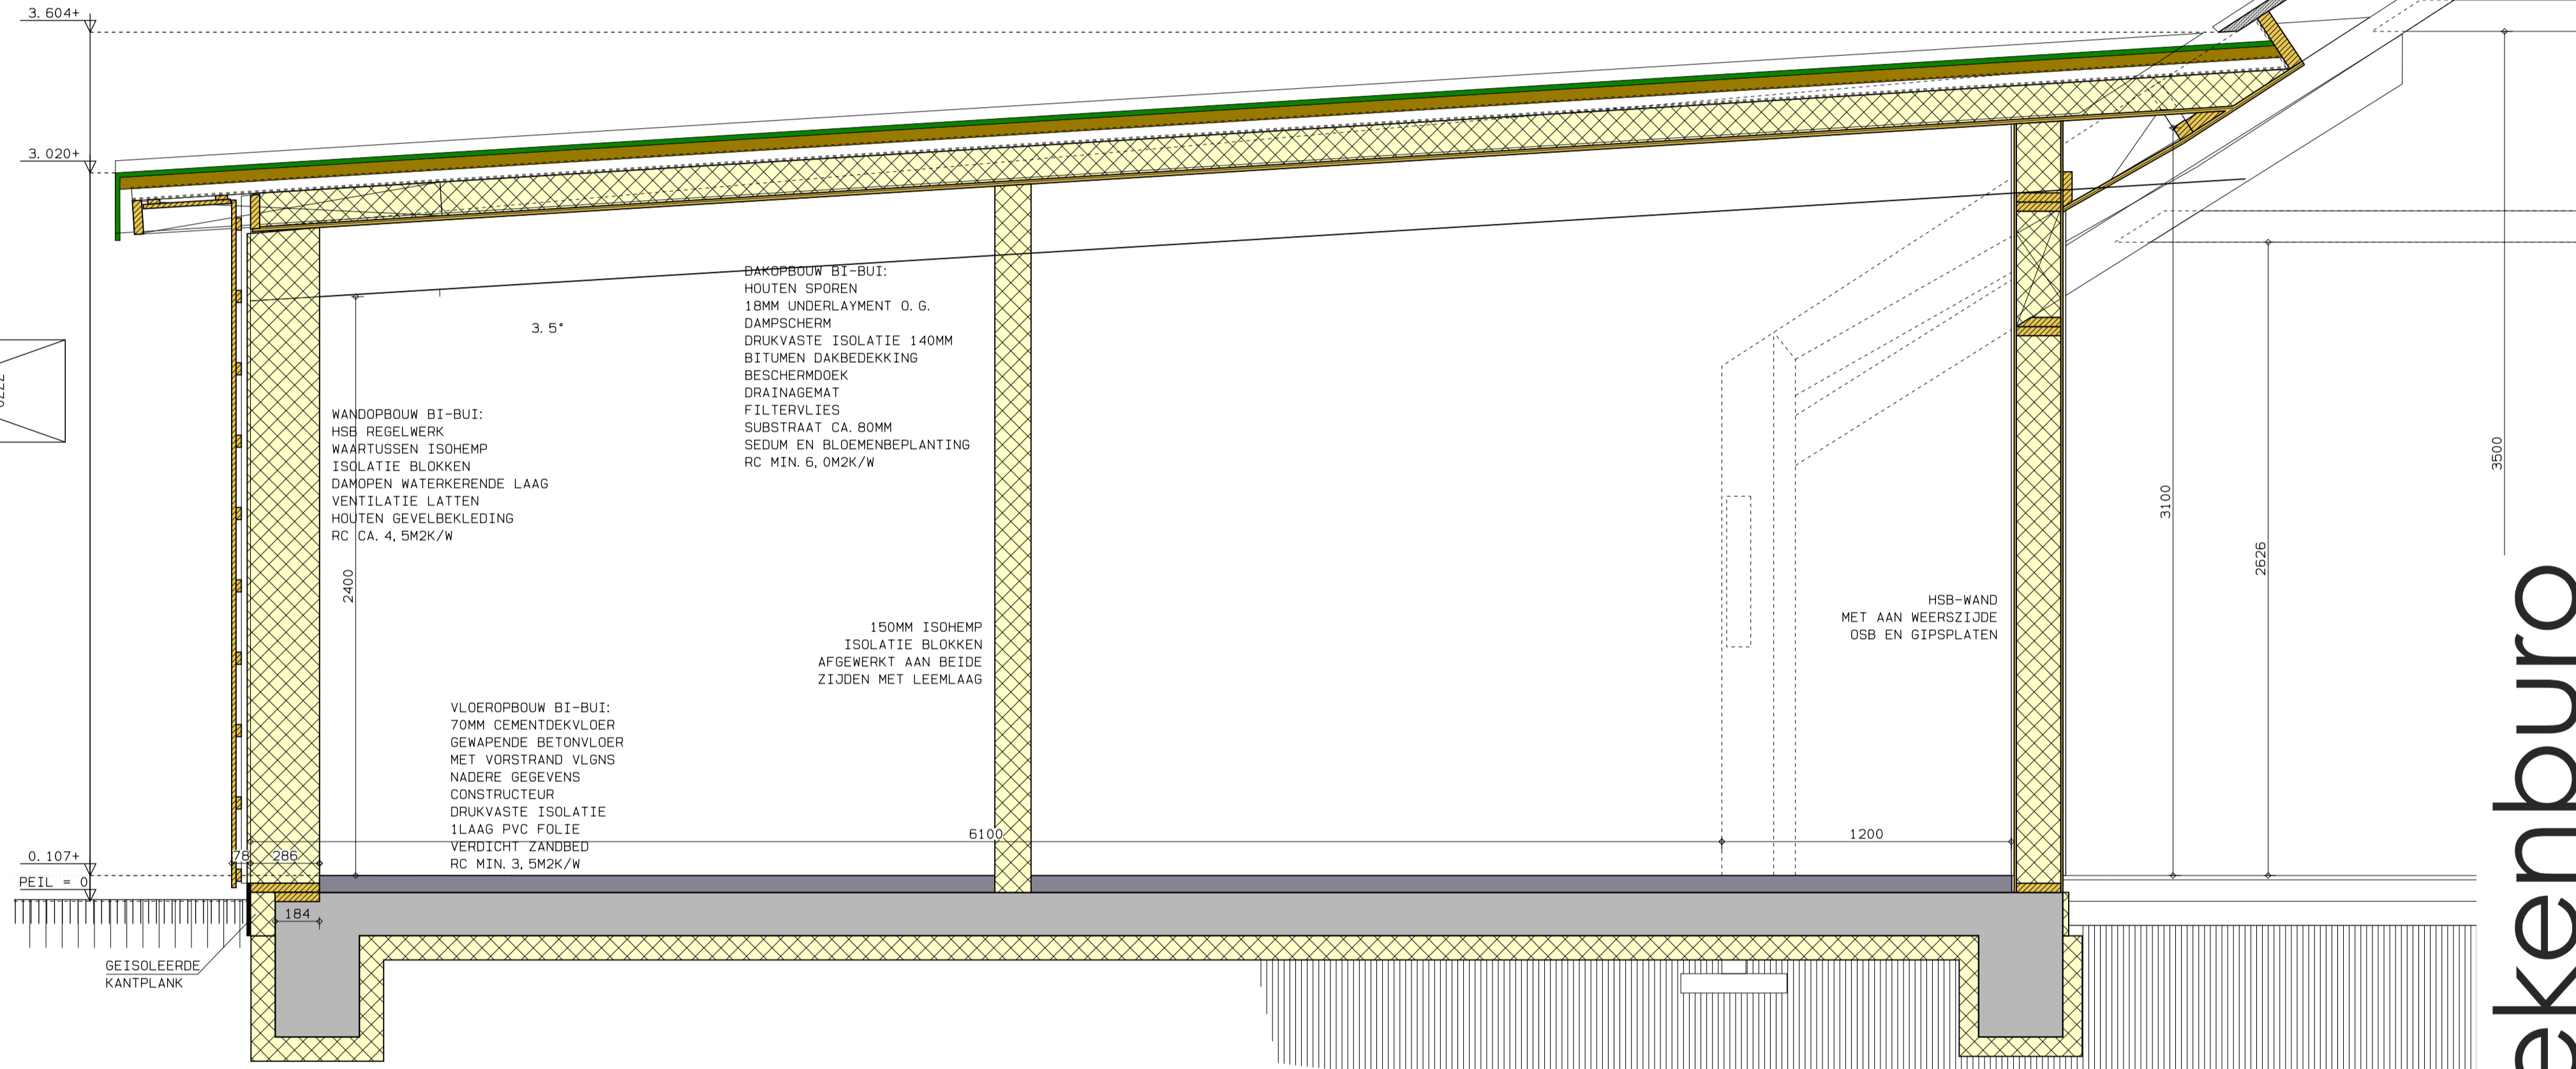 3.604+
3.020+
DAKOPBOUW BI-BUI:
HOUTEN SPOREN
18MM UNDERLAYMENT O.G.
DAMPSCHERM
DRUKVASTE ISOLATIE 140MM
BITUMEN DAKBEDEKKING
BESCHERMDOEK
DRAINAGEMAT
FILTERVLIES
SUBSTRAAT CA. 80MM
SEDUM EN BLOEMENBEPLANTING
RC MIN. 6,0M2K/W
3.5°
WANDOPBOUW BI-BUI:
HSB REGELWERK
WAARTUSSEN ISOHEMP
ISOLATIE BLOKKEN
DAMOPEN WATERKERENDE LAAG
VENTILATIE LATTEN
HOUTEN GEVELBEKLEDING
RC CA. 4,5M2K/W
2400
3500
3100
2626
HSB-WAND
MET AAN WEERSZIJDE
OSB EN GIPSPLATEN
150MM ISOHEMP
ISOLATIE BLOKKEN
AFGEWERKT AAN BEIDE
ZIJDEN MET LEEMLAAG
VLOEROPBOUW BI-BUI:
70MM CEMENTDEKVLOER
GEWAPENDE BETONVLOER
MET VORSTRAND VLGNS
NADERE GEGEVENS
CONSTRUCTEUR
DRUKVASTE ISOLATIE
1LAAG PVC FOLIE
VERDICHT ZANDBED
RC MIN. 3,5M2K/W
6100
1200
0.107+
78
286
PEIL = 0
184
GEISOLEERDE
KANTPLANK
ekenburo